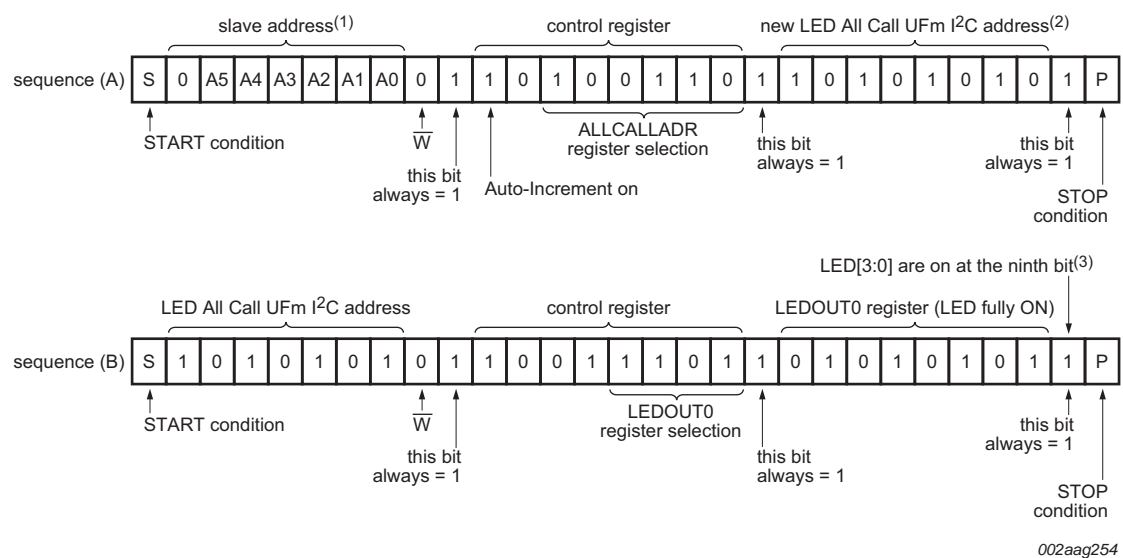 slave address(1) control register new LED All Call UFm I2C address(2)
sequence (A) S 0 A5 A4 A3 A2 A1 A0 0 1 1 0 1 0 0 1 1 0 1 1 0 1 0 1 0 1 0 1 P
START condition W ALLCALLADR register selection this bit always = 1 this bit always = 1
this bit always = 1 Auto-Increment on STOP condition
LED[3:0] are on at the ninth bit(3)
LED All Call UFm I2C address control register LEDOUT0 register (LED fully ON)
sequence (B) S 1 0 1 0 1 0 1 0 1 1 0 0 1 1 1 0 1 1 0 1 0 1 0 1 0 1 1 P
START condition W LEDOUT0 register selection this bit always = 1
this bit always = 1 this bit always = 1
STOP condition
002aag254